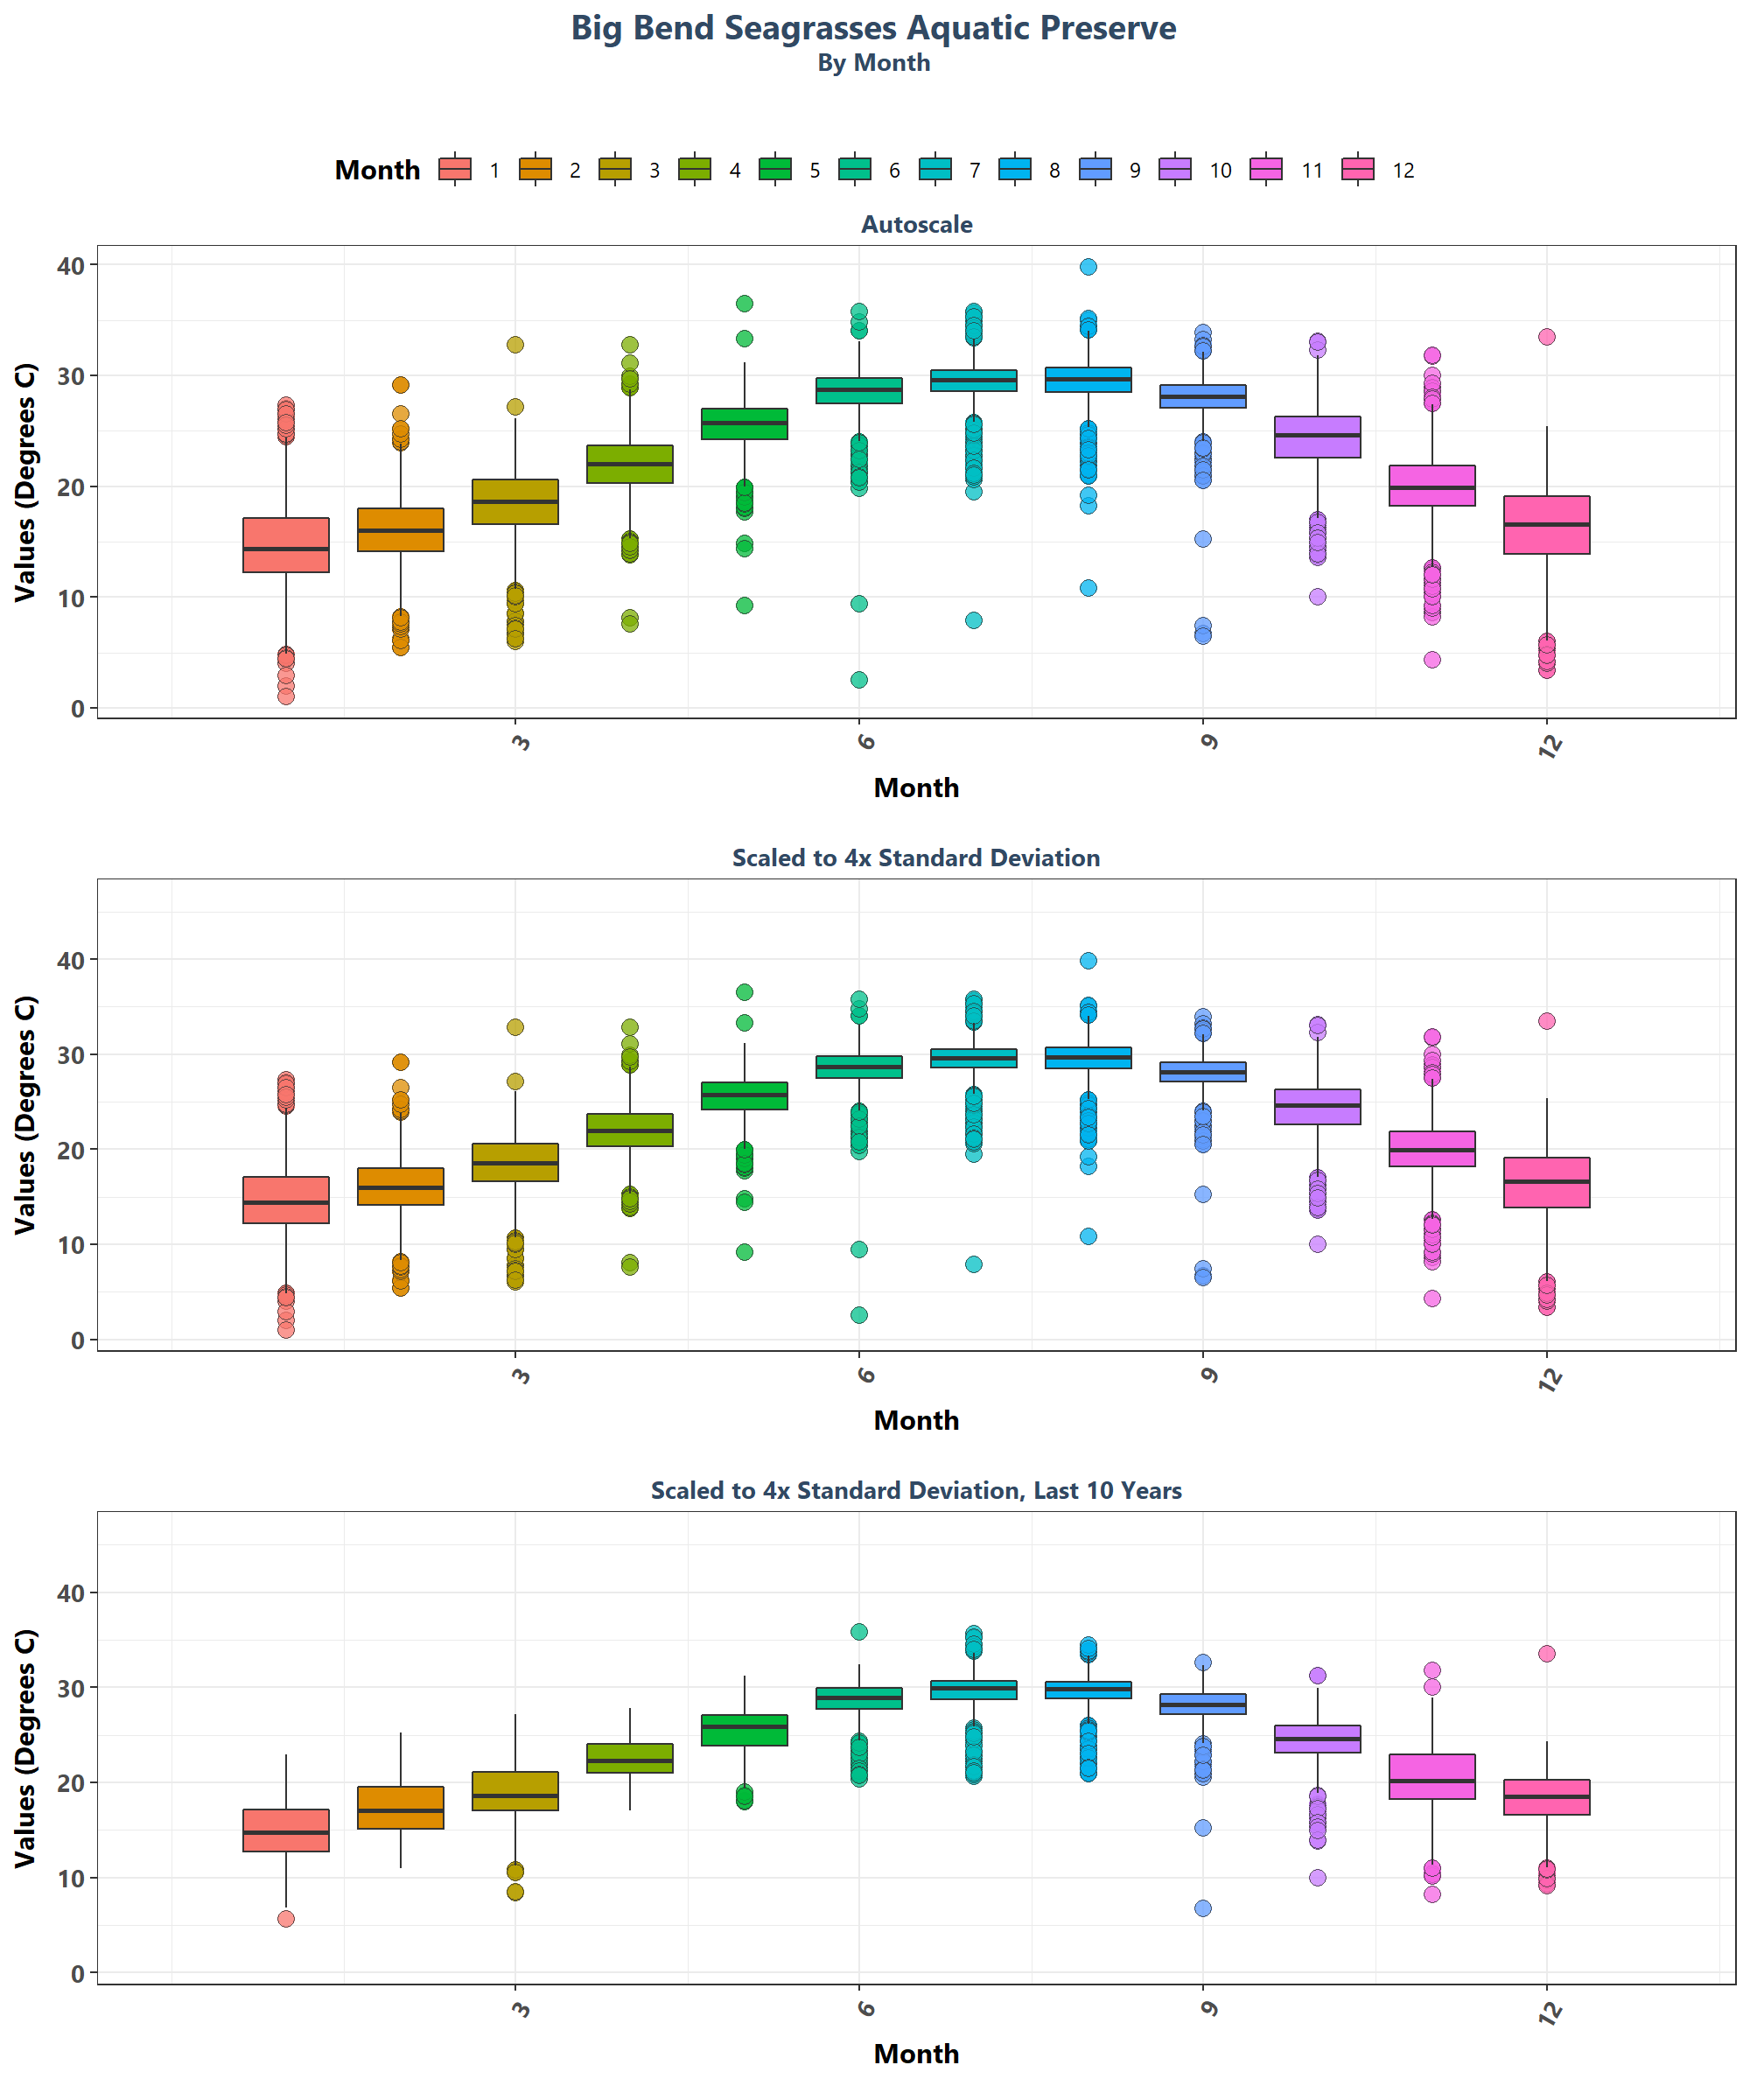 Big Bend Seagrasses Aquatic Preserve
By Month
Month 1 2 3 4 5 6 7 8 9 10 11 12
Autoscale
Values (Degrees C)
40
30
20
10
0
3 6 9 12
Month
Scaled to 4x Standard Deviation
Values (Degrees C)
40
30
20
10
0
3 6 9 12
Month
Scaled to 4x Standard Deviation, Last 10 Years
Values (Degrees C)
40
30
20
10
0
3 6 9 12
Month